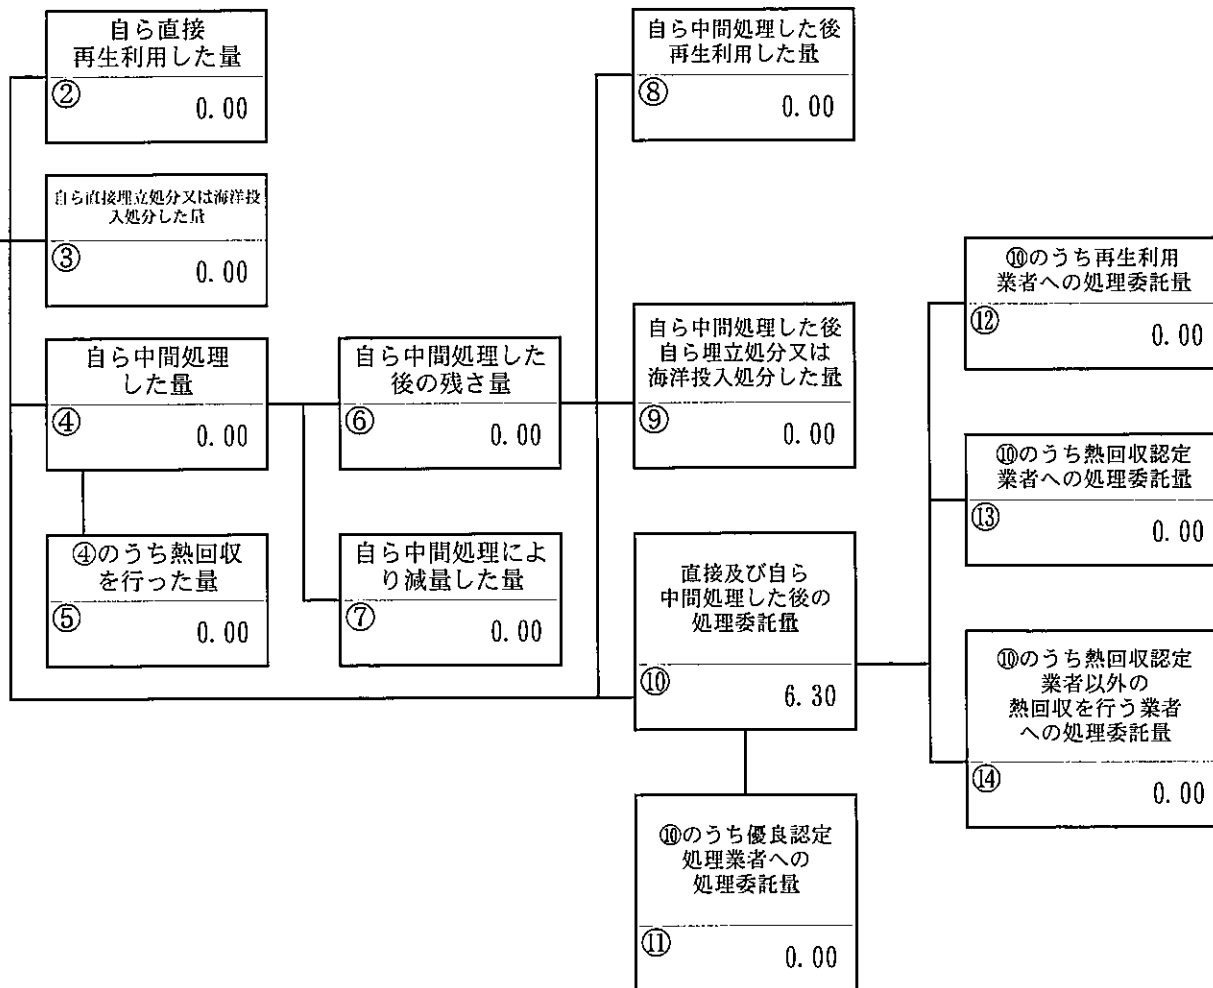 自ら直接
再生利用した量
②
0.00
自ら直接埋立処分又は海洋投
入処分した量
③
0.00
自ら中間処理
した量
④
0.00
④のうち熱回収
を行った量
⑤
0.00
自ら中間処理した
後の残さ量
⑥
0.00
自ら中間処理によ
り減量した量
⑦
0.00
自ら中間処理した後
再生利用した量
⑧
0.00
自ら中間処理した後
自ら埋立処分又は
海洋投入処分した量
⑨
0.00
直接及び自ら
中間処理した後の
処理委託量
⑩
6.30
⑩のうち優良認定
処理業者への
処理委託量
⑪
0.00
⑩のうち再生利用
業者への処理委託量
⑫
0.00
⑩のうち熱回収認定
業者への処理委託量
⑬
0.00
⑩のうち熱回収認定
業者以外の
熱回収を行う業者
への処理委託量
⑭
0.00